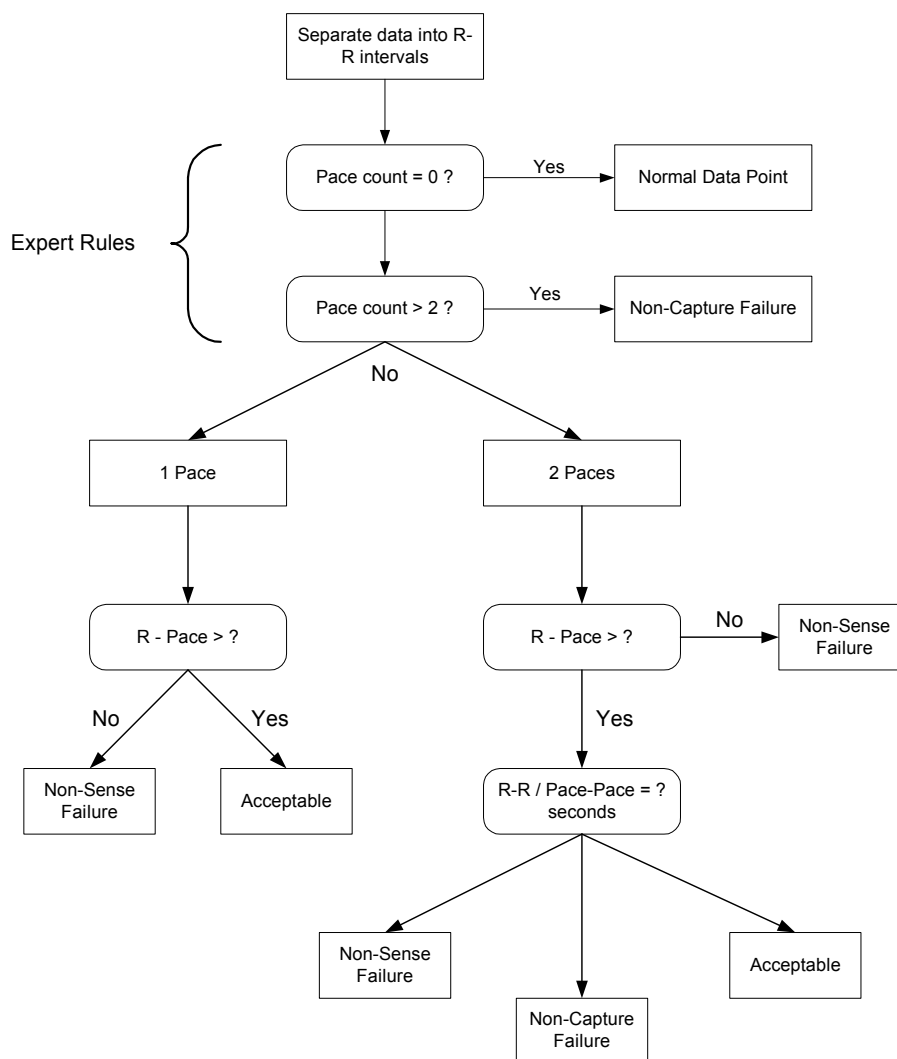 Separate data into R-
R intervals
Pace count = 0 ?
Yes
Normal Data Point
Expert Rules
Pace count > 2 ?
Yes
Non-Capture Failure
No
1 Pace
2 Paces
R - Pace > ?
R - Pace > ?
No
Non-Sense
Failure
No
Yes
Yes
Non-Sense
Failure
Acceptable
R-R / Pace-Pace = ?
seconds
Non-Sense
Failure
Acceptable
Non-Capture
Failure